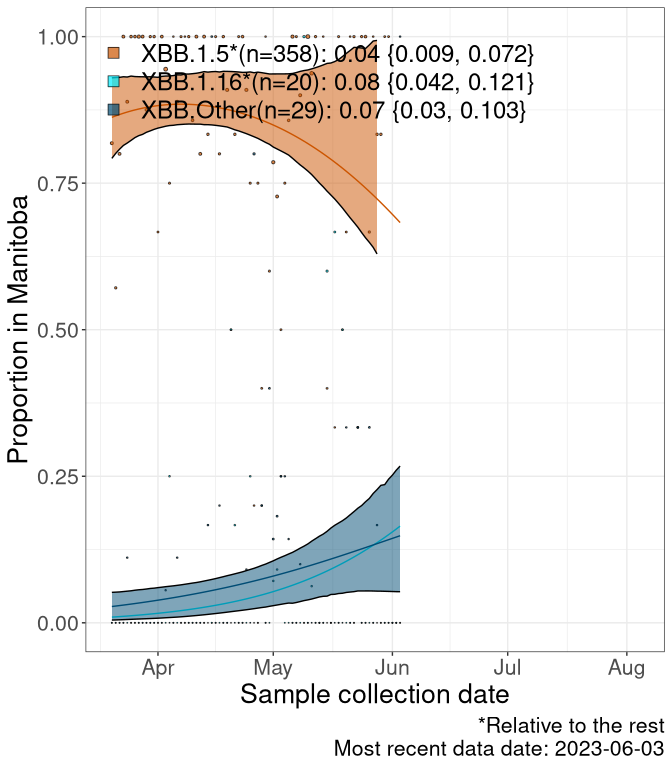 1.00
XBB.1.5*(n=358): 0.04 {0.009, 0.072}
XBB.1.16*(n=20): 0.08 {0.042, 0.121}
XBB.Other(n=29): 0.07 {0.03, 0.103}
0.75
0.50
0.25
0.00
Proportion in Manitoba
Apr May Jun Jul Aug
Sample collection date
*Relative to the rest
Most recent data date: 2023-06-03